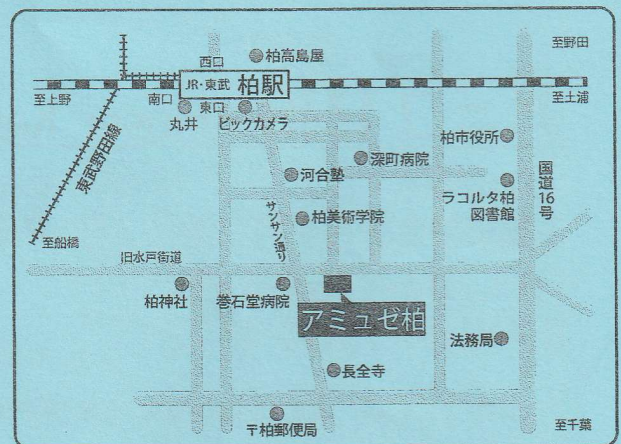 至野田
西口
柏高島屋
JR・東武 柏駅
至上野
南口
東口
至土浦
丸井
ビックカメラ
東武野田線
柏市役所
深町病院
国道16号
河合塾
ラコルタ柏
図書館
サンサン通り
柏美術学院
至船橋
旧水戸街道
柏神社
巻石堂病院
アミュゼ柏
法務局
長全寺
〒柏郵便局
至千葉